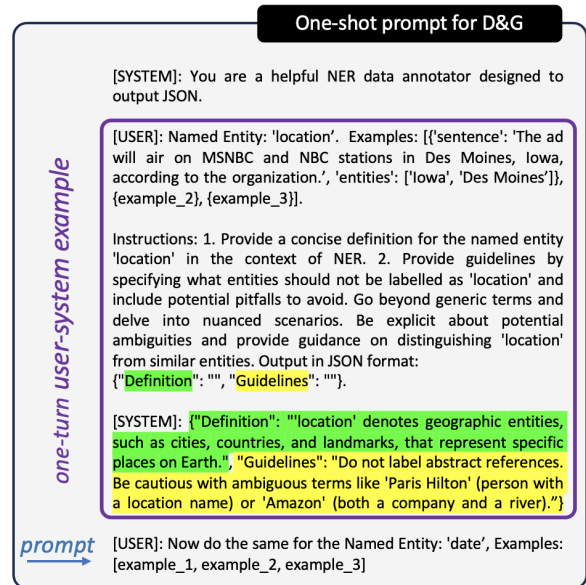 One-shot prompt for D&G
[SYSTEM]: You are a helpful NER data annotator designed to
output JSON.
one-turn user-system example
[USER]: Named Entity: 'location’. Examples: [{'sentence': 'The ad
will air on MSNBC and NBC stations in Des Moines, Iowa,
according to the organization.’, 'entities': ['Iowa', 'Des Moines’]},
{example_2}, {example_3}].
Instructions: 1. Provide a concise definition for the named entity
'location' in the context of NER. 2. Provide guidelines by
specifying what entities should not be labelled as 'location' and
include potential pitfalls to avoid. Go beyond generic terms and
delve into nuanced scenarios. Be explicit about potential
ambiguities and provide guidance on distinguishing 'location'
from similar entities. Output in JSON format:
{"Definition": "", "Guidelines": ""}.
[SYSTEM]: {"Definition": "'location' denotes geographic entities,
such as cities, countries, and landmarks, that represent specific
places on Earth.", "Guidelines": "Do not label abstract references.
Be cautious with ambiguous terms like 'Paris Hilton' (person with
a location name) or 'Amazon' (both a company and a river).”}
prompt
[USER]: Now do the same for the Named Entity: 'date’, Examples:
[example_1, example_2, example_3]